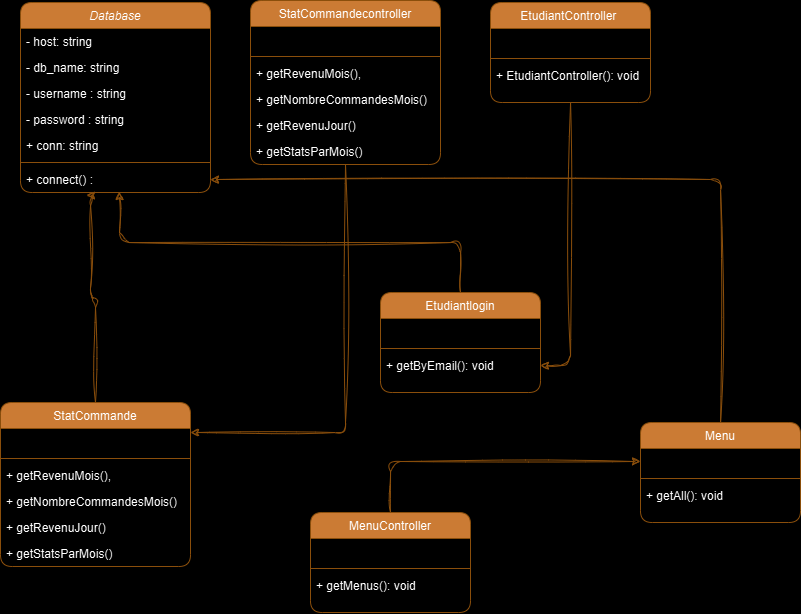 Database
- host: string
- db_name: string
- username : string
- password : string
+ conn: string
+ connect() :
StatCommandecontroller
+ getRevenuMois(),
+ getNombreCommandesMois()
+ getRevenuJour()
+ getStatsParMois()
EtudiantController
+ EtudiantController(): void
Etudiantlogin
+ getByEmail(): void
StatCommande
+ getRevenuMois(),
+ getNombreCommandesMois()
+ getRevenuJour()
+ getStatsParMois()
Menu
+ getAll(): void
MenuController
+ getMenus(): void